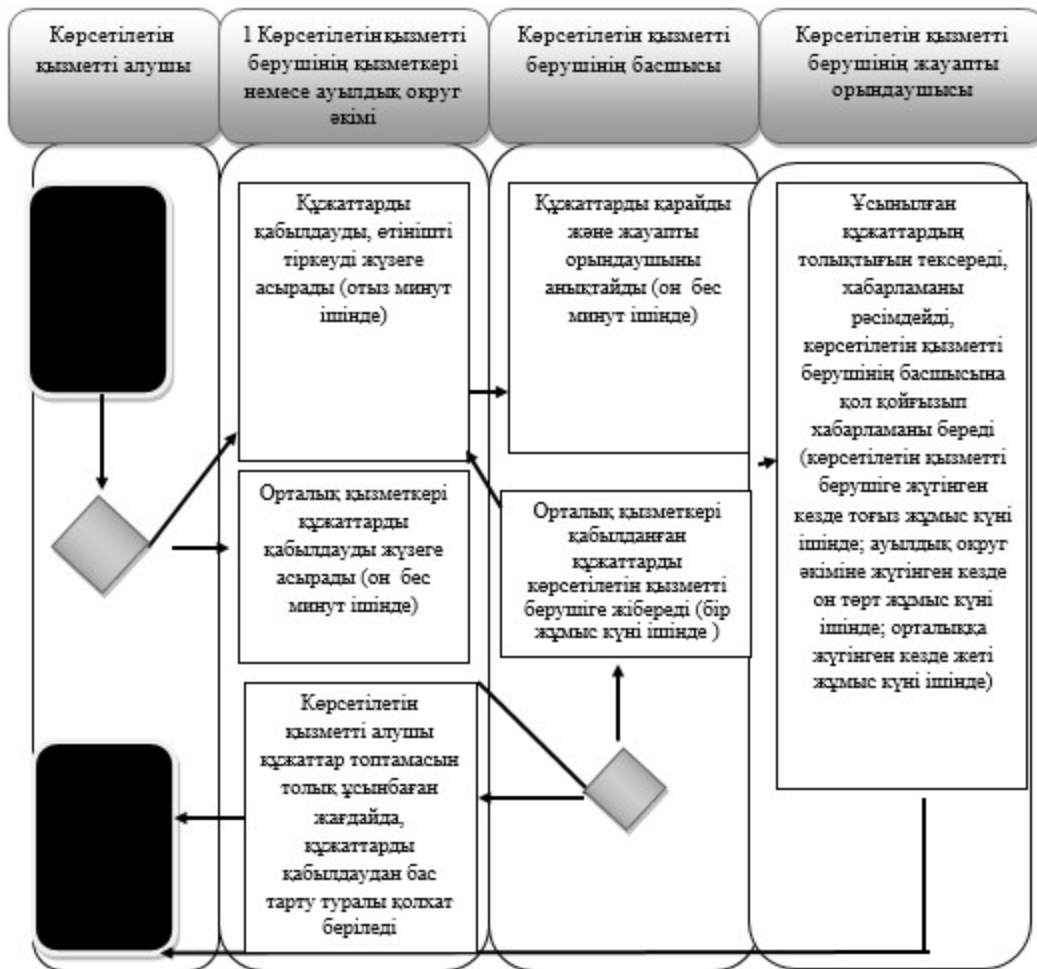 Көрсетілетін
қызметті алушы
1 Көрсетілетін қызметті
берушінің қызметкері
немесе ауылдық округ
әкімі
Көрсетілетін қызметті
берушінің басшысы
Көрсетілетін қызметті
берушінің жауапты
орындаушысы
Құжаттарды
қабылдауды, өтінішті
тіркеуді жүзеге
асырады (отыз минут
ішінде)
Құжаттарды қарайды
және жауапты
орындаушыны
анықтайды (он бес
минут ішінде)
Ұсынылған
құжаттардың
толықтығын тексереді,
хабарламаны
рәсімдейді,
көрсетілетін қызметті
берушінің басшысына
қол қойғызып
хабарламаны береді
(көрсетілетін қызметті
берушіге жүгінген
кезде тоғыз жұмыс күні
ішінде; ауылдық округ
әкіміне жүгінген кезде
он төрт жұмыс күні
ішінде; орталыққа
жүгінген кезде жеті
жұмыс күні ішінде)
Орталық қызметкері
құжаттарды
қабылдауды жүзеге
асырады (он бес
минут ішінде)
Орталық қызметкері
қабылданған
құжаттарды
көрсетілетін қызметті
берушіге жібереді (бір
жұмыс күні ішінде )
Көрсетілетін
қызметті алушы
құжаттар топтамасын
толық ұсынбаған
жағдайда,
құжаттарды
қабылдаудан бас
тарту туралы қолхат
беріледі